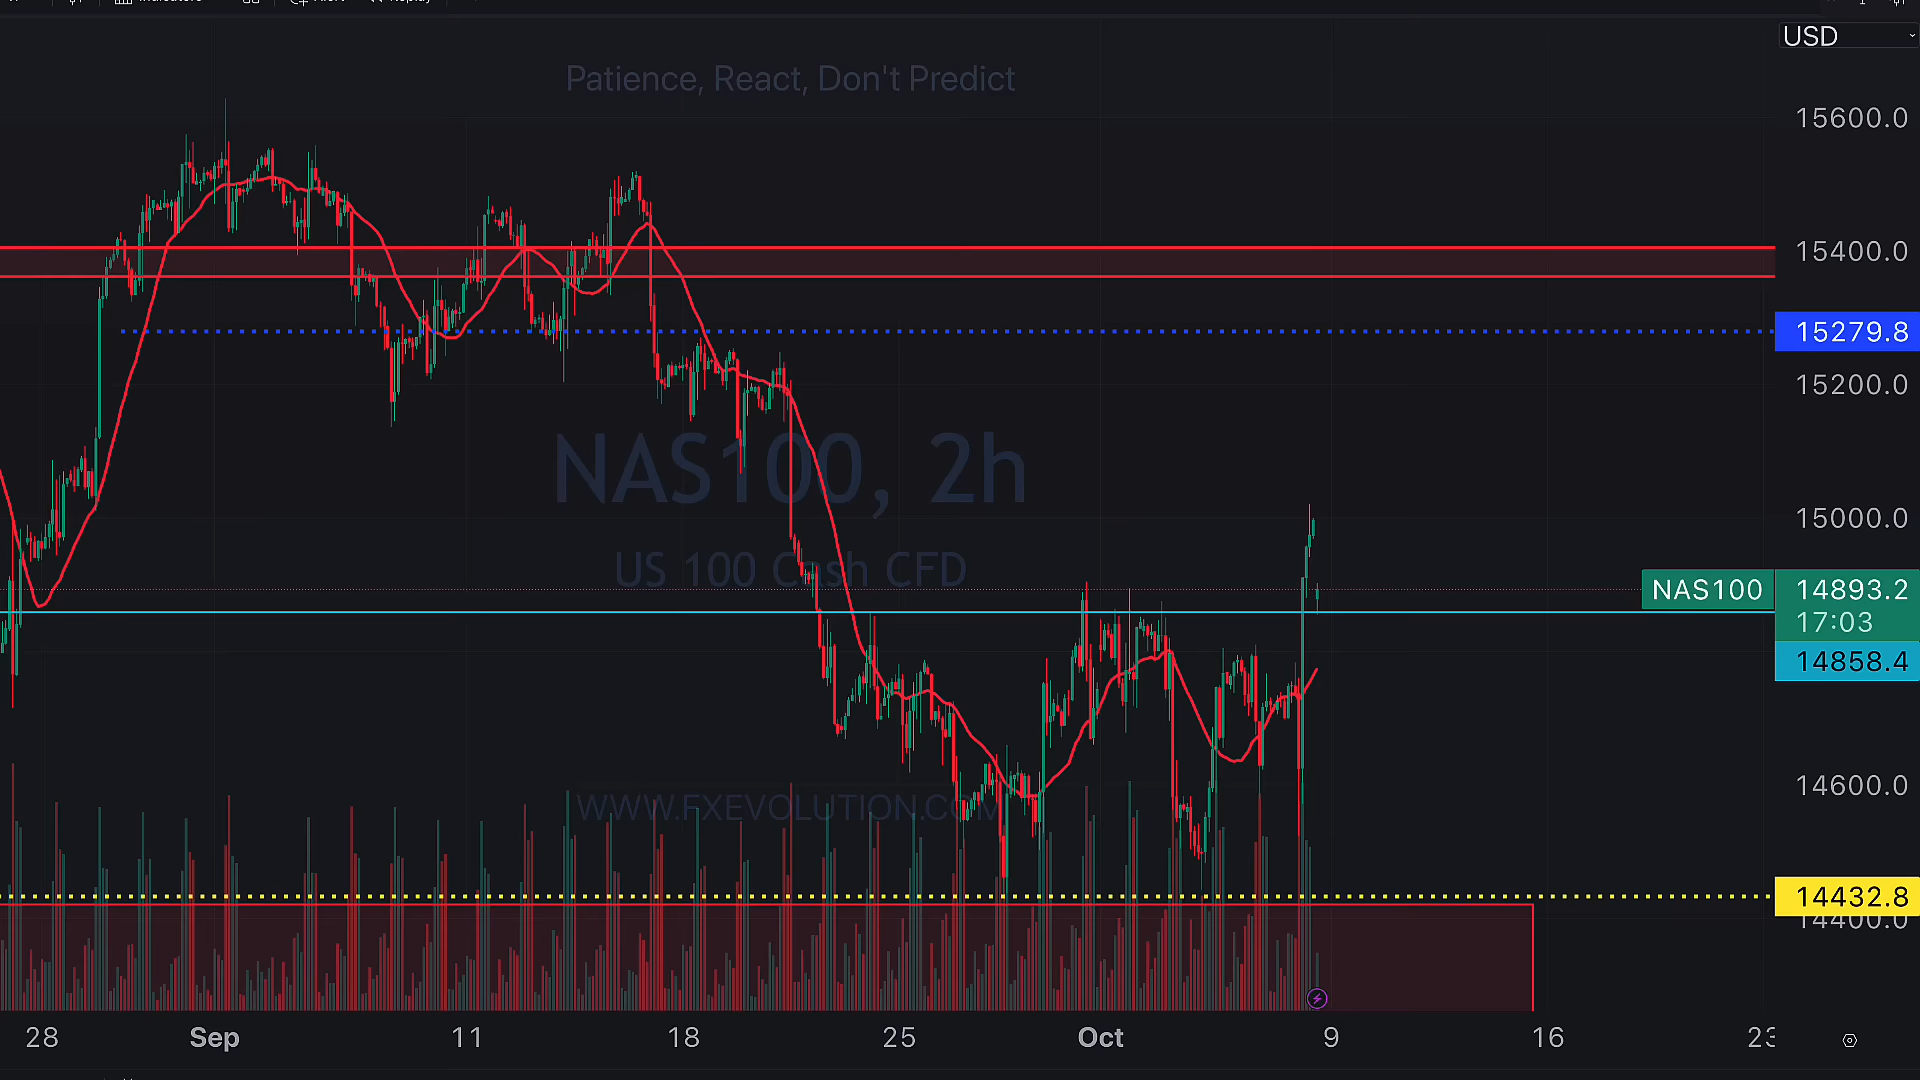 USD
Patience, React, Don't Predict
15600.0
15400.0
15279.8
15200.0
NAS100, 2h
15000.0
US 100 Cash CFD
NAS100 14893.2
17:03
14858.4
14600.0
WWW.FXEVOLUTION.COM
14432.8
14400.0
28 Sep 11 18 25 Oct 9 16